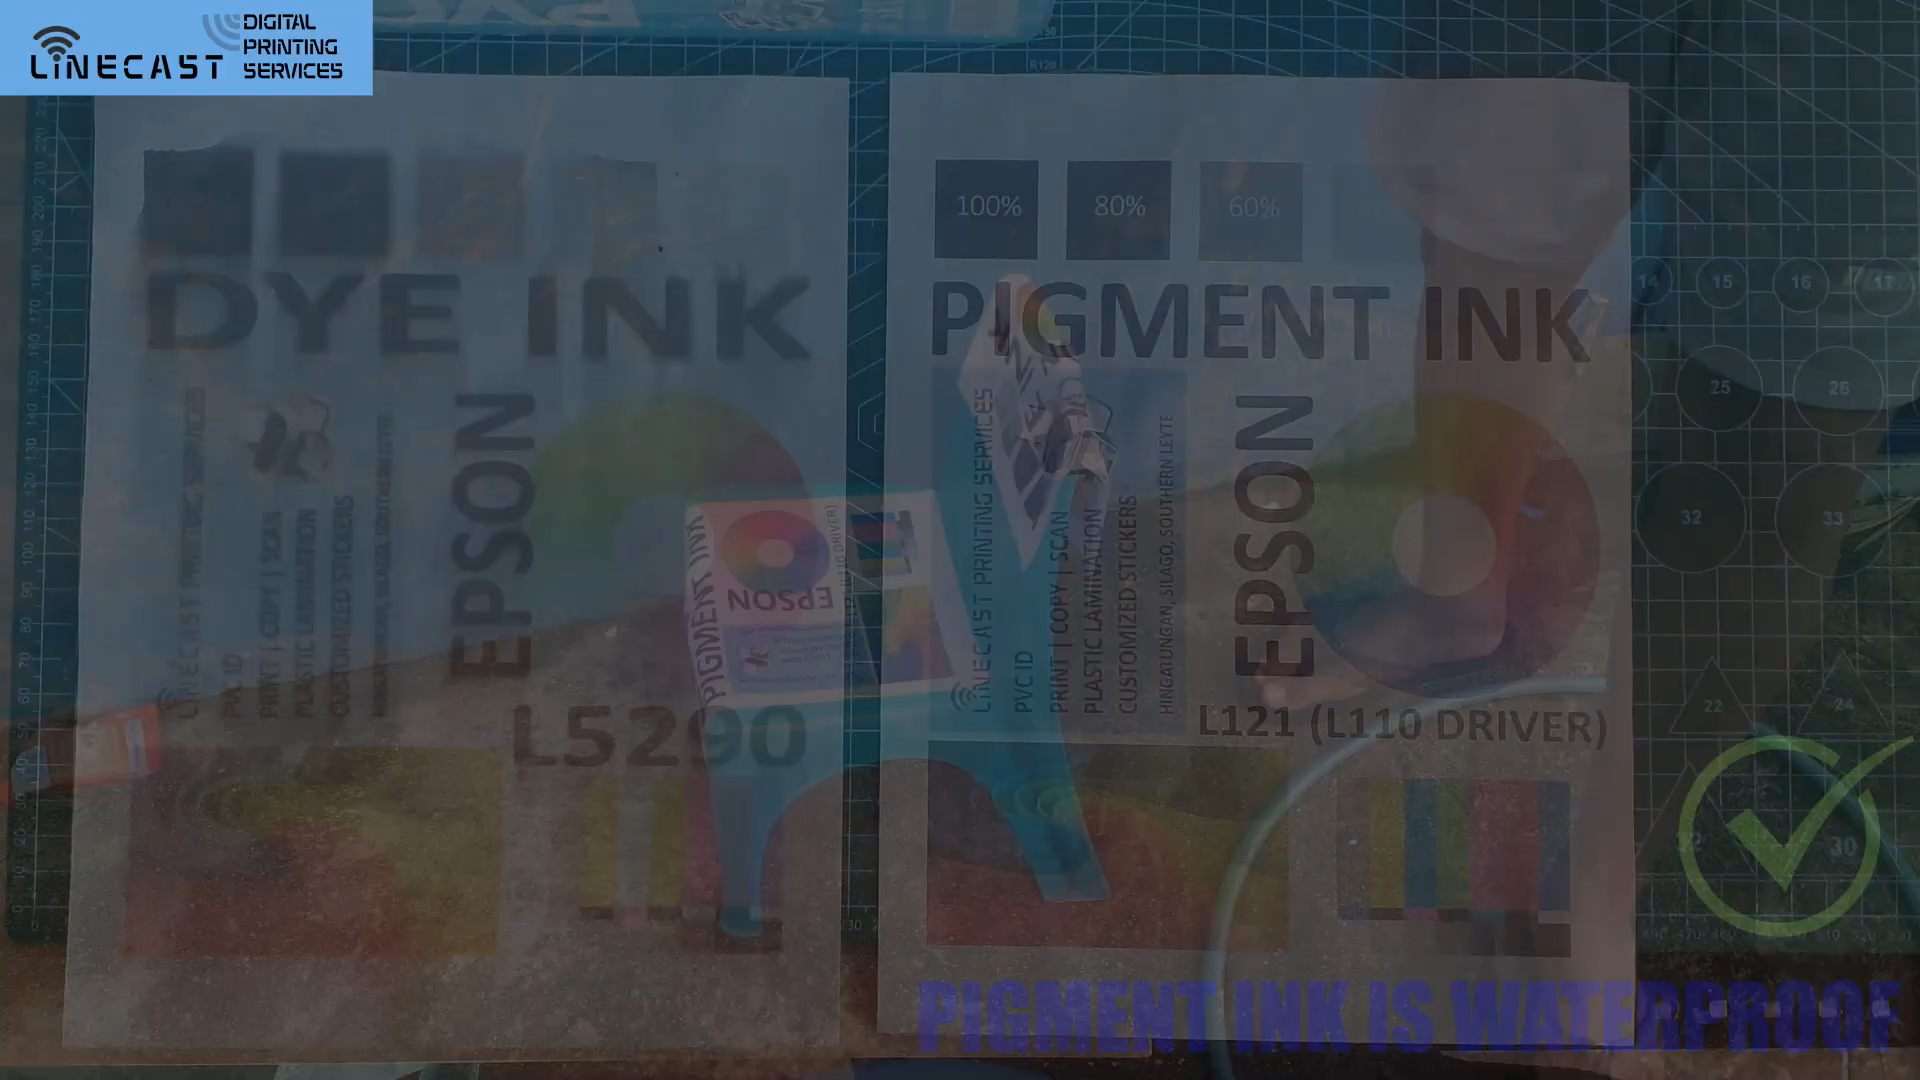 LINECAST
DIGITAL
PRINTING
SERVICES
R120
DYE INK
EPSON
LINECAST PRINTING SERVICES
PVC ID
PRINT | COPY | SCAN
PLASTIC LAMINATION
CUSTOMIZED STICKERS
L5290
100%
80%
60%
PIGMENT INK
EPSON
LINECAST PRINTING SERVICES
PVC ID
PRINT | COPY | SCAN
PLASTIC LAMINATION
CUSTOMIZED STICKERS
HINGATUNGAN, SILAGO, SOUTHERN LEYTE
L121 (L110 DRIVER)
PIGMENT INK
EPSON
14
15
16
17
25
26
32
33
22
24
30
PIGMENT INK IS WATERPROOF